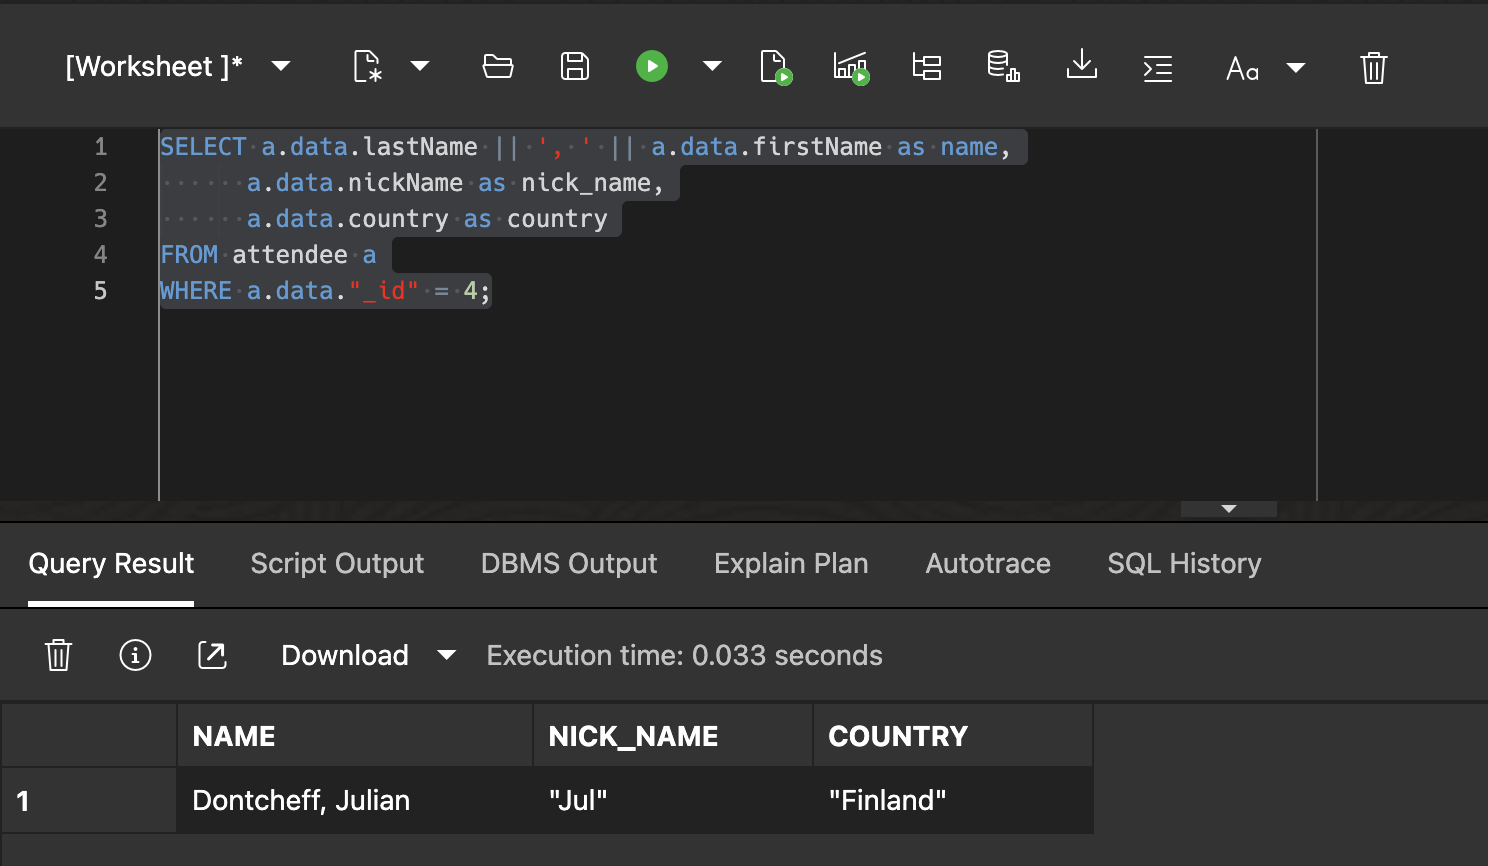 [Worksheet ]*
Aa
1 SELECT a.data.lastName || ', ' || a.data.firstName as name,
2 a.data.nickName as nick_name,
3 a.data.country as country
4 FROM attendee a
5 WHERE a.data."_id" = 4;
Query Result Script Output DBMS Output Explain Plan Autotrace SQL History
Download Execution time: 0.033 seconds
NAME NICK_NAME COUNTRY
1 Dontcheff, Julian "Jul" "Finland"